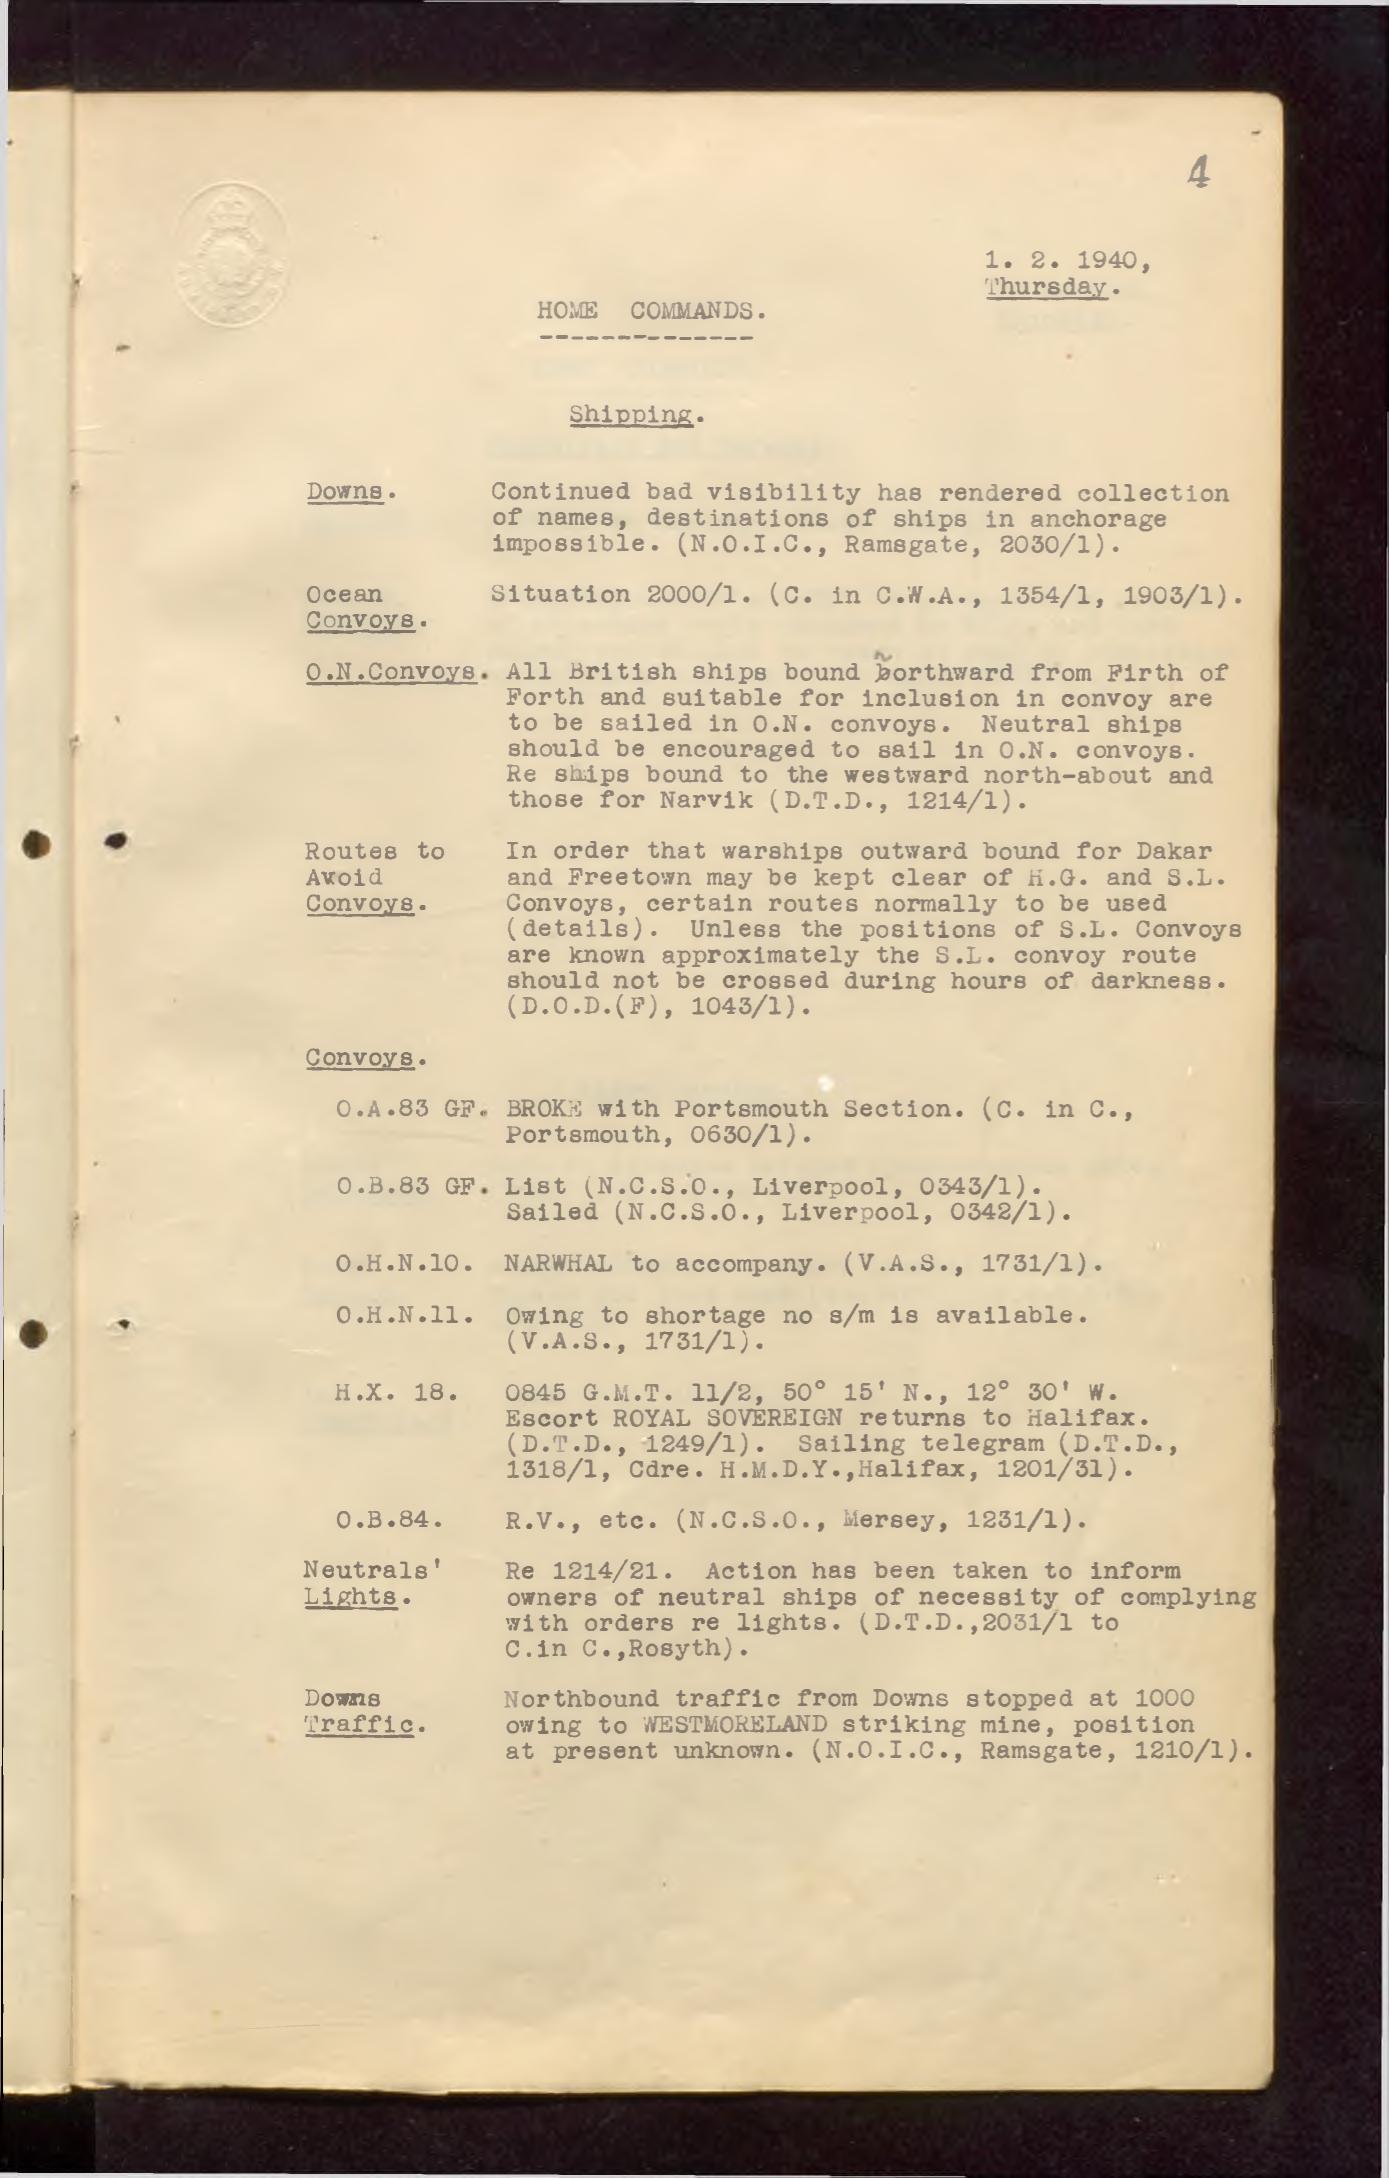 4
1. 2. 1940,
Thursday.
HOME COMMANDS.
--------------
Shipping.
Downs. Continued bad visibility has rendered collection
of names, destinations of ships in anchorage
impossible. (N.O.I.C., Ramsgate, 2030/1).
Ocean Situation 2000/1. (C. in C.W.A., 1354/1, 1903/1).
Convoys.
O.N.Convoys. All British ships bound northward from Firth of
Forth and suitable for inclusion in convoy are
to be sailed in O.N. convoys. Neutral ships
should be encouraged to sail in O.N. convoys.
Re ships bound to the westward north-about and
those for Narvik (D.T.D., 1214/1).
Routes to In order that warships outward bound for Dakar
Avoid and Freetown may be kept clear of H.G. and S.L.
Convoys. Convoys, certain routes normally to be used
(details). Unless the positions of S.L. Convoys
are known approximately the S.L. convoy route
should not be crossed during hours of darkness.
(D.O.D.(F), 1043/1).
Convoys.
O.A.83 GF. BROKE with Portsmouth Section. (C. in C.,
Portsmouth, 0630/1).
O.B.83 GF. List (N.C.S.O., Liverpool, 0343/1).
Sailed (N.C.S.O., Liverpool, 0342/1).
O.H.N.10. NARWHAL to accompany. (V.A.S., 1731/1).
O.H.N.11. Owing to shortage no s/m is available.
(V.A.S., 1731/1).
H.X. 18. 0845 G.M.T. 11/2, 50° 15' N., 12° 30' W.
Escort ROYAL SOVEREIGN returns to Halifax.
(D.T.D., 1249/1). Sailing telegram (D.T.D.,
1318/1, Cdre. H.M.D.Y.,Halifax, 1201/31).
O.B.84. R.V., etc. (N.C.S.O., Mersey, 1231/1).
Neutrals' Re 1214/21. Action has been taken to inform
Lights. owners of neutral ships of necessity of complying
with orders re lights. (D.T.D.,2031/1 to
C.in C.,Rosyth).
Downs Northbound traffic from Downs stopped at 1000
Traffic. owing to WESTMORELAND striking mine, position
at present unknown. (N.O.I.C., Ramsgate, 1210/1).